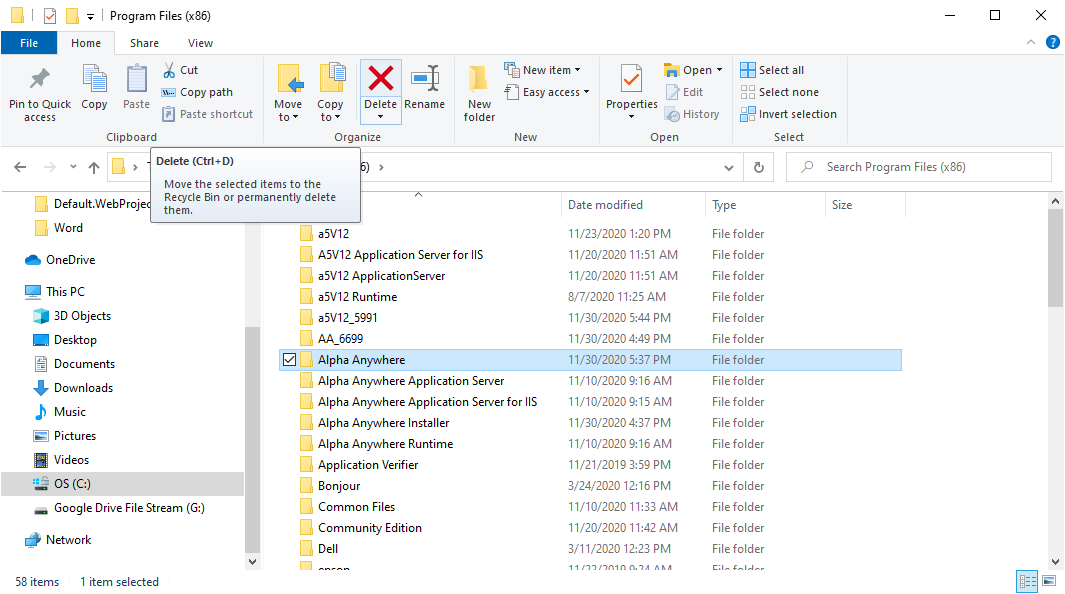 Program Files (x86)
File Home Share View
Pin to Quick access
Copy
Paste
Cut
Copy path
Paste shortcut
Clipboard
Move to
Copy to
Delete
Rename
Organize
New folder
New item
Easy access
New
Properties
Open
Edit
History
Open
Select all
Select none
Invert selection
Select
6)
Search Program Files (x86)
Delete (Ctrl+D)
Move the selected items to the
Recycle Bin or permanently delete
them.
Default.WebProjec
Word
OneDrive
This PC
3D Objects
Desktop
Documents
Downloads
Music
Pictures
Videos
OS (C:)
Google Drive File Stream (G:)
Network
Date modified Type Size
a5V12 11/23/2020 1:20 PM File folder
A5V12 Application Server for IIS 11/20/2020 11:51 AM File folder
a5V12 ApplicationServer 11/20/2020 11:51 AM File folder
a5V12 Runtime 8/7/2020 11:25 AM File folder
a5V12_5991 11/30/2020 5:44 PM File folder
AA_6699 11/30/2020 4:49 PM File folder
Alpha Anywhere 11/30/2020 5:37 PM File folder
Alpha Anywhere Application Server 11/10/2020 9:16 AM File folder
Alpha Anywhere Application Server for IIS 11/10/2020 9:15 AM File folder
Alpha Anywhere Installer 11/30/2020 4:37 PM File folder
Alpha Anywhere Runtime 11/10/2020 9:16 AM File folder
Application Verifier 11/21/2019 3:59 PM File folder
Bonjour 3/24/2020 12:16 PM File folder
Common Files 11/10/2020 11:33 AM File folder
Community Edition 11/20/2020 11:42 AM File folder
Dell 3/11/2020 12:23 PM File folder
epson 11/22/2019 9:24 AM File folder
58 items 1 item selected